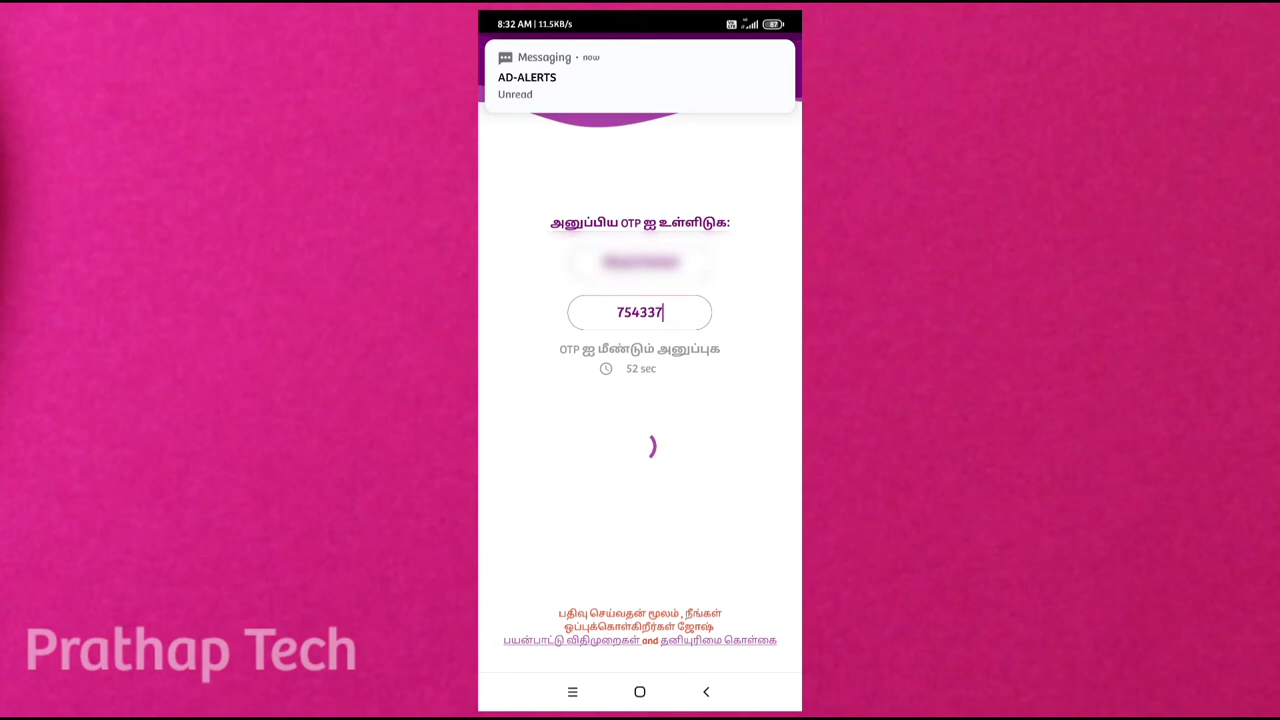 8:32 AM | 11.5KB/s
87
Messaging • now
AD-ALERTS
Unread
அனுப்பிய OTP ஐ உள்ளிடுக:
754337
OTP ஐ மீண்டும் அனுப்புக
52 sec
பதிவு செய்வதன் மூலம் , நீங்கள்
ஒப்புக்கொள்கிறீர்கள் ஜோஷ்
பயன்பாட்டு விதிமுறைகள் and தனியுரிமை கொள்கை
Prathap Tech